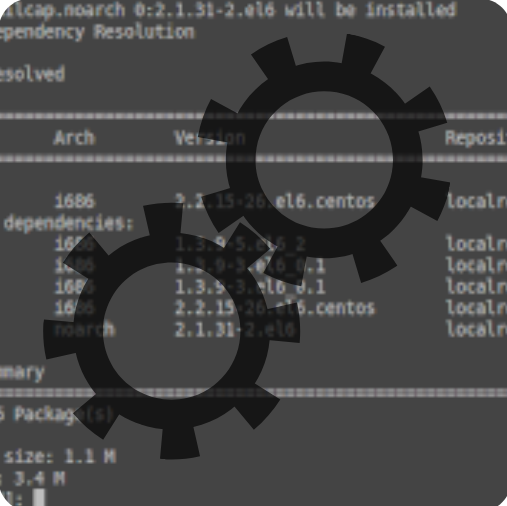 ilcap.noarch 0:2.1.31-2.el6 will be installed
ependency Resolution
esolved
Arch Version Reposi
i686 2.2.15-26.el6.centos localr
dependencies:
i686 1.3.9-5.el6_2 localr
i686 1.3.9-3.el6_0.1 localr
i686 1.3.9-3.el6_0.1 localr
i686 2.2.15-26.el6.centos localr
noarch 2.1.31-2.el6 localr
mmary
6 Package(s)
size: 1.1 M
: 3.4 M
]: